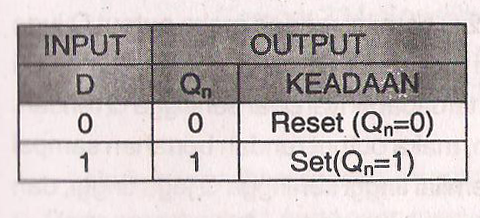 INPUT OUTPUT
D Qn KEADAAN
0 0 Reset (Qn=0)
1 1 Set(Qn=1)